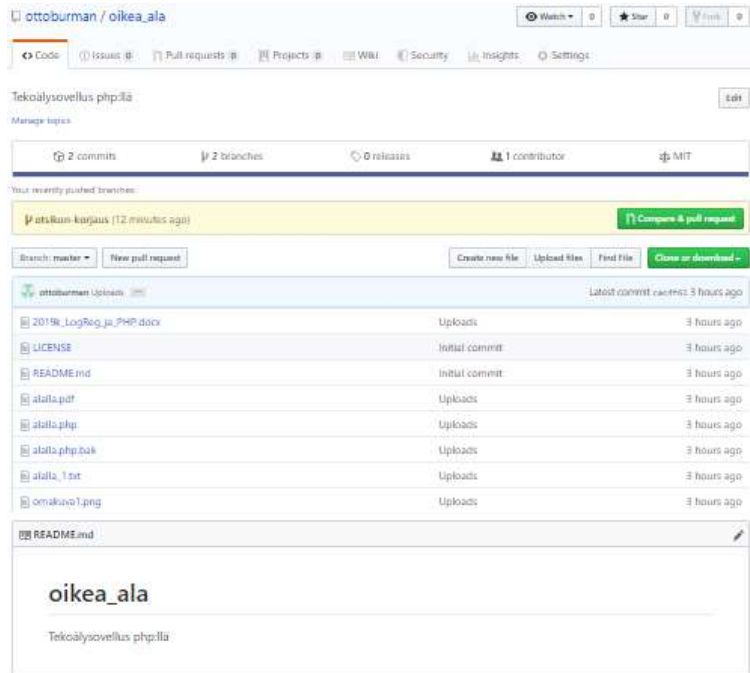 ottoburman / oikea_ala
Watch 0 Star 0 Fork 0
Code Issues 0 Pull requests 0 Projects 0 Wiki Security Insights Settings
Tekoälysovellus php:llä Edit
Manage topics
2 commits 2 branches 0 releases 1 contributor MIT
Your recently pushed branches:
otsikon-korjaus (12 minutes ago) Compare & pull request
Branch: master New pull request Create new file Upload files Find File Clone or download
ottoburman Uploads Latest commit 3 hours ago
2019k_LogReg_ja_PHP.docx Uploads 3 hours ago
LICENSE Initial commit 3 hours ago
README.md Initial commit 3 hours ago
alalla.pdf Uploads 3 hours ago
alalla.php Uploads 3 hours ago
alalla.php.bak Uploads 3 hours ago
alalla_1.txt Uploads 3 hours ago
omakuva1.png Uploads 3 hours ago
README.md
oikea_ala
Tekoälysovellus php:llä